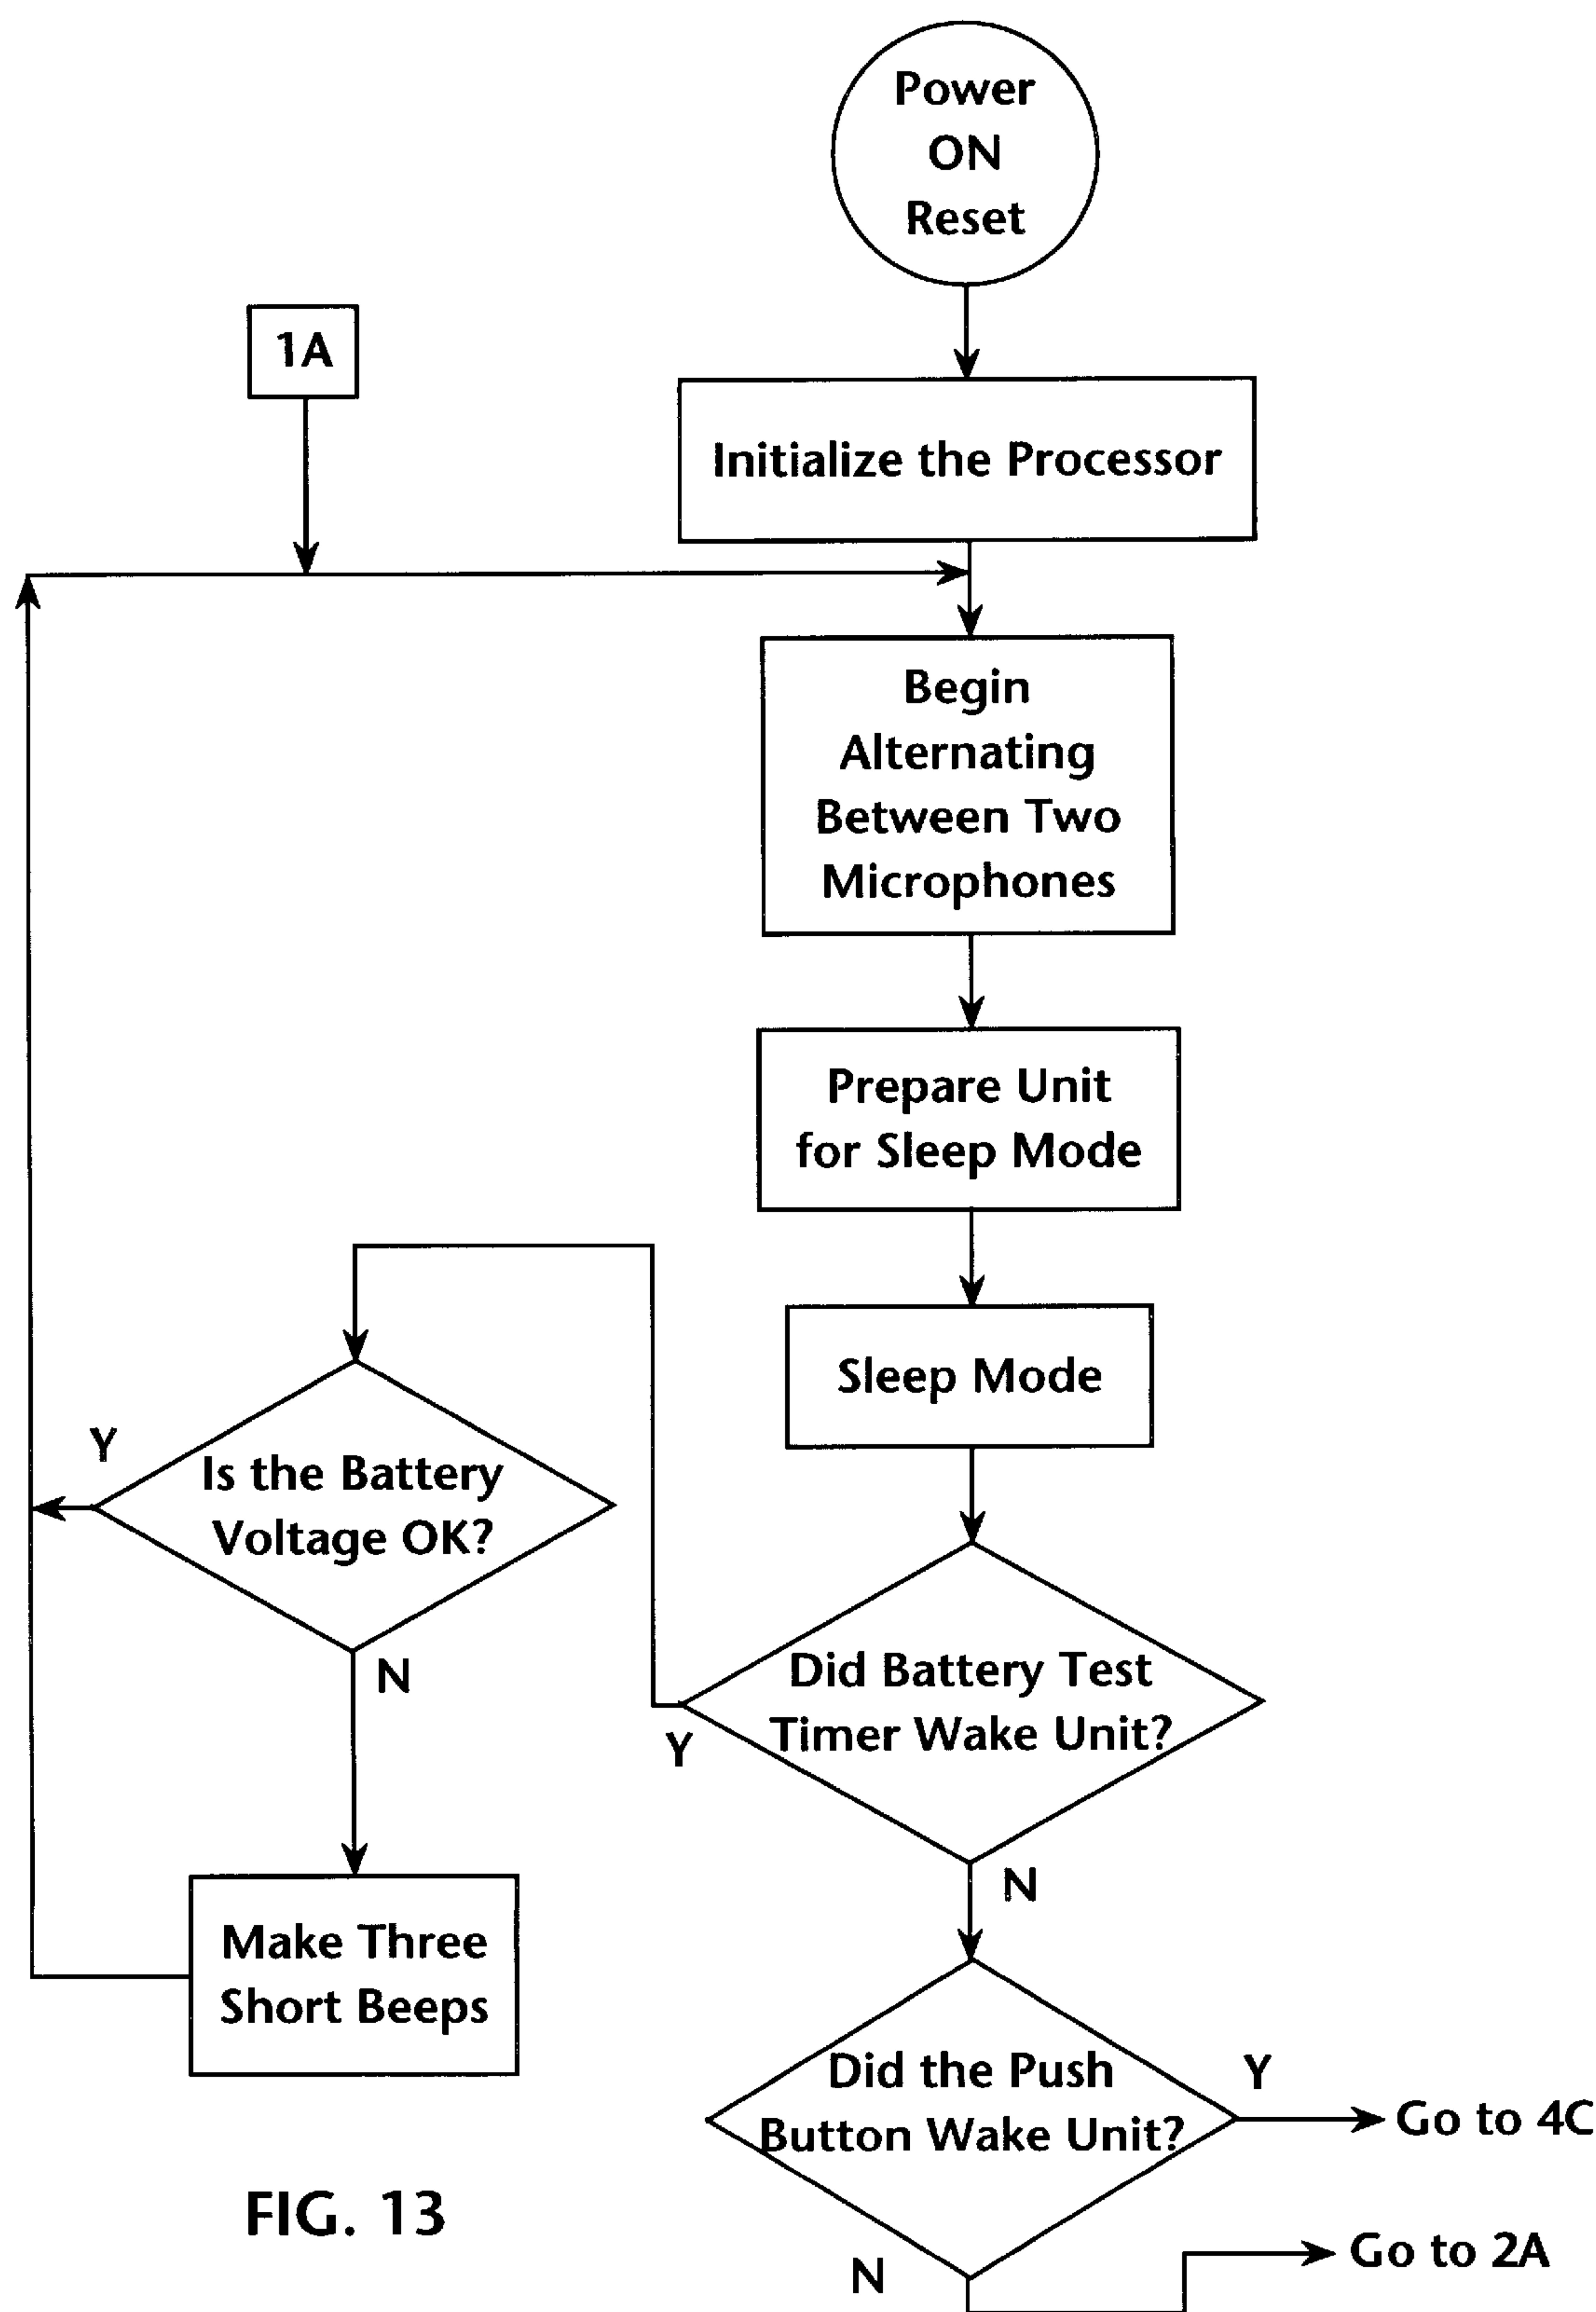 Power
ON
Reset
1A
Initialize the Processor
Begin
Alternating
Between Two
Microphones
Prepare Unit
for Sleep Mode
Sleep Mode
Y
Is the Battery
Voltage OK?
N
Did Battery Test
Timer Wake Unit?
Y
N
Make Three
Short Beeps
Did the Push
Button Wake Unit?
Y
Go to 4C
N
Go to 2A
FIG. 13